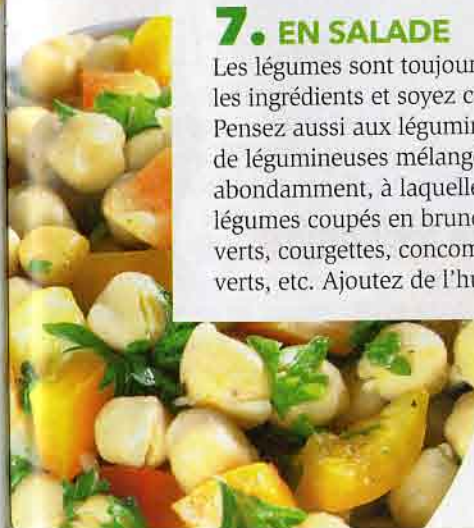 7. EN SALADE
Les légumes sont toujour
les ingrédients et soyez c
Pensez aussi aux légumin
de légumineuses mélang
abondamment, à laquelle
légumes coupés en brun
verts, courgettes, concom
verts, etc. Ajoutez de l'hu